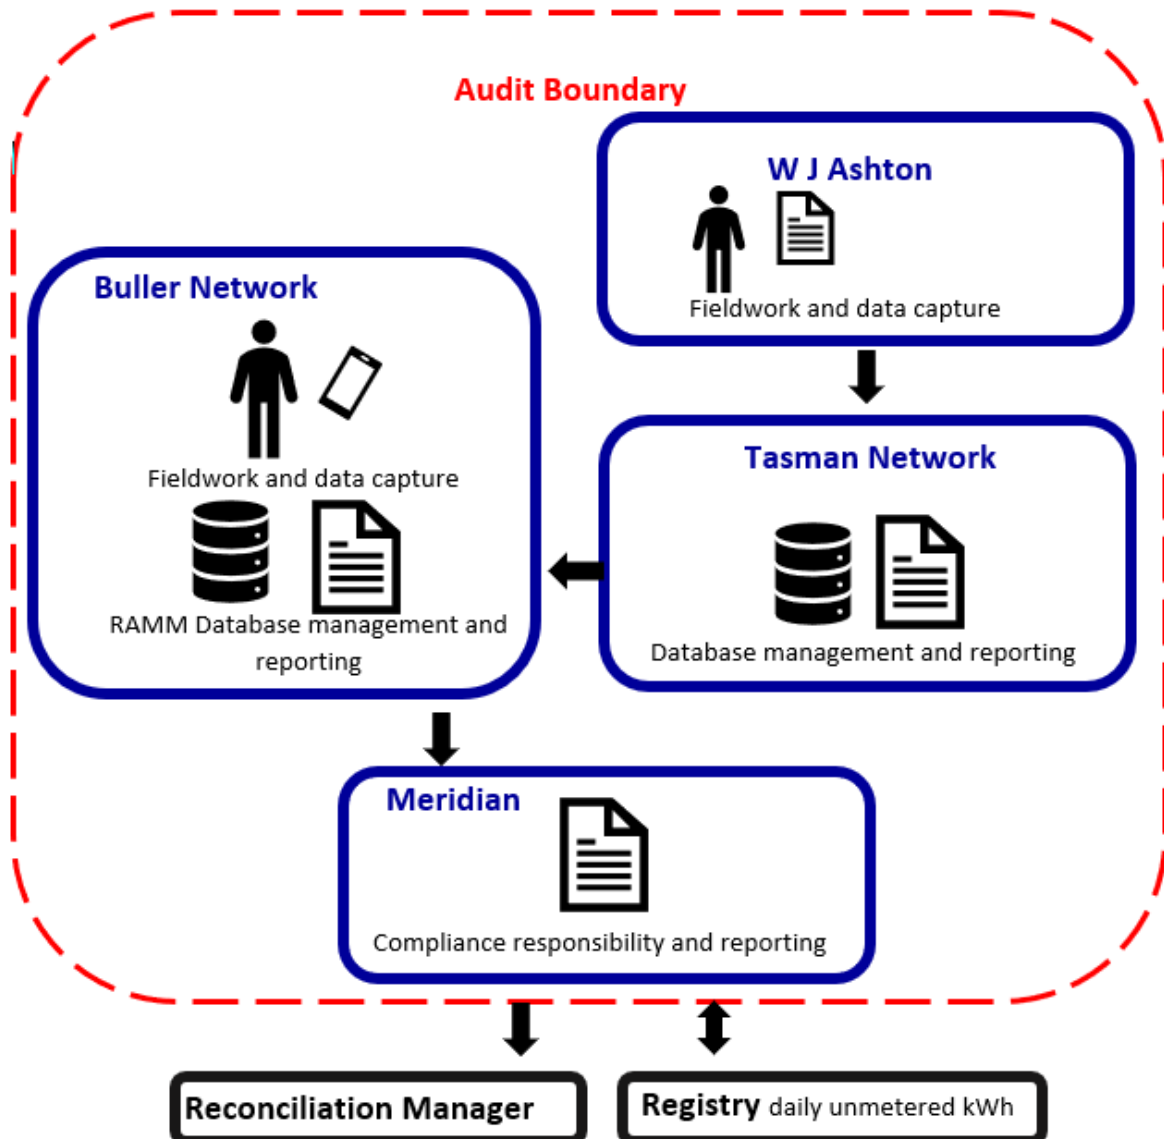 Audit Boundary
W J Ashton
Fieldwork and data capture
Buller Network
Fieldwork and data capture
RAMM Database management and
reporting
Tasman Network
Database management and reporting
Meridian
Compliance responsibility and reporting
Reconciliation Manager
Registry daily unmetered kWh